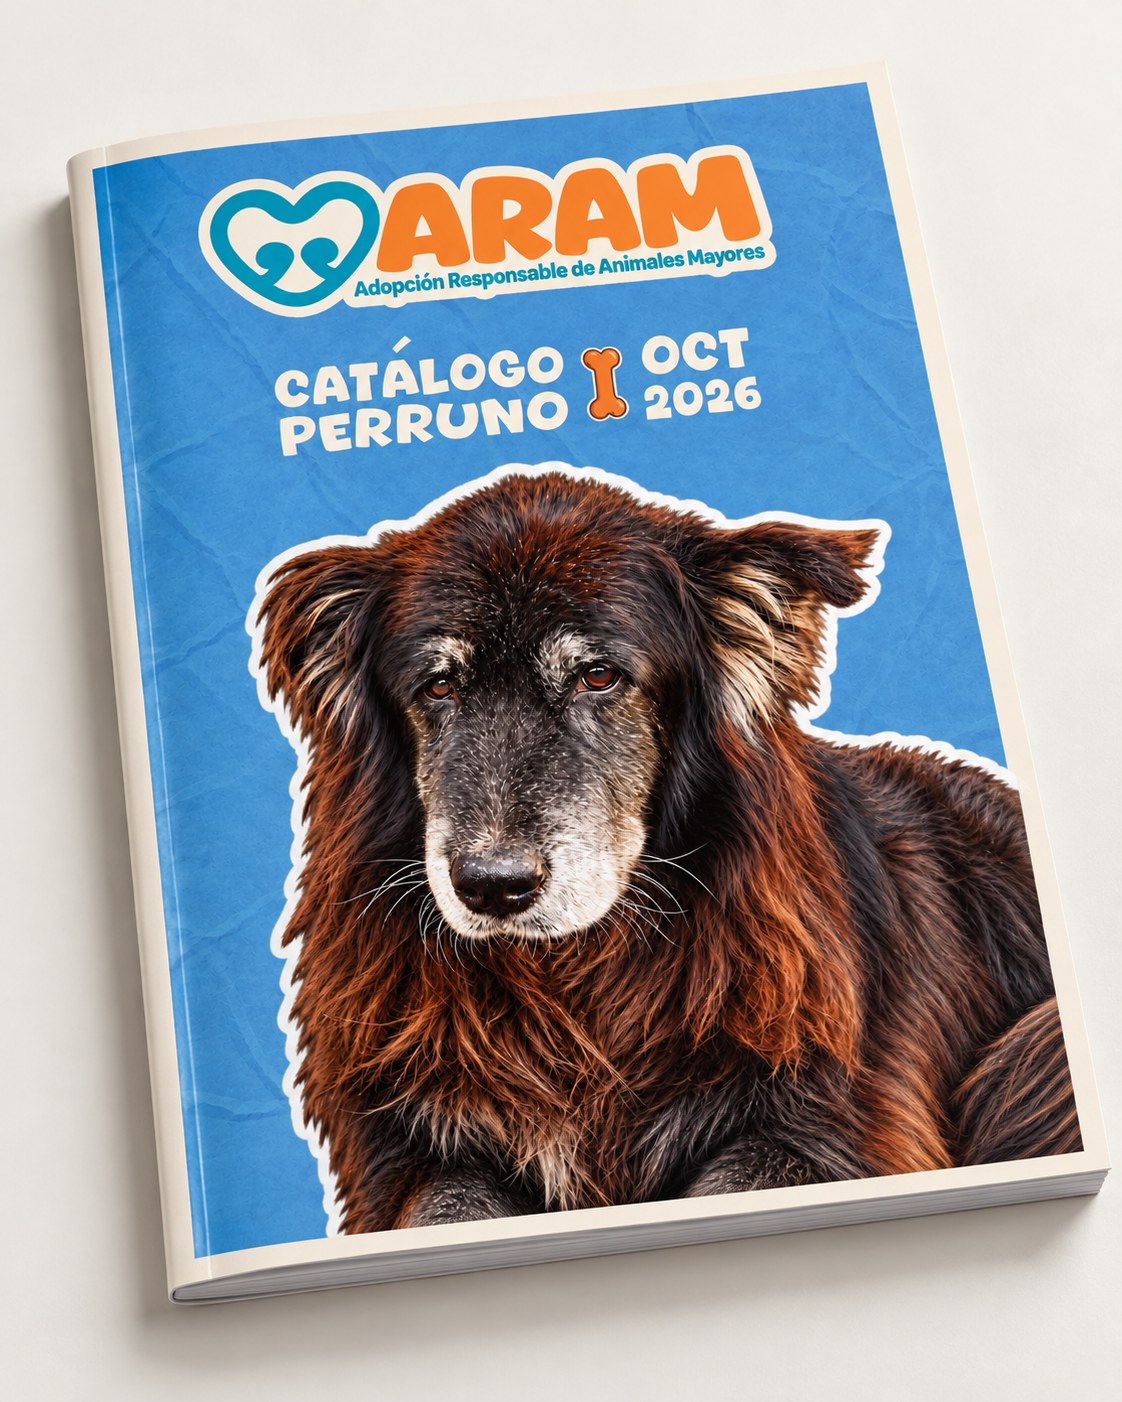 ARAM
Adopción Responsable de Animales Mayores
CATÁLOGO
PERRUNO
OCT
2026